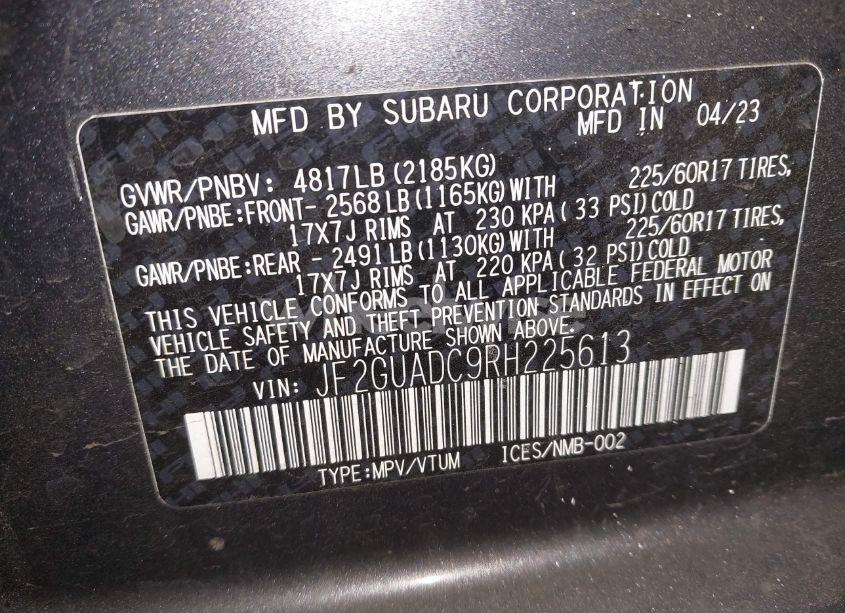 MFD BY SUBARU CORPORATION
MFD IN 04/23
GVWR/PNBV: 4817LB (2185KG)
GAWR/PNBE:FRONT- 2568 LB (1165KG) WITH 225/60R17 TIRES,
17X7J RIMS AT 230 KPA ( 33 PSI) COLD
GAWR/PNBE:REAR - 2491 LB (1130KG) WITH 225/60R17 TIRES,
17X7J RIMS AT 220 KPA ( 32 PSI) COLD
THIS VEHICLE CONFORMS TO ALL APPLICABLE FEDERAL MOTOR
VEHICLE SAFETY AND THEFT PREVENTION STANDARDS IN EFFECT ON
THE DATE OF MANUFACTURE SHOWN ABOVE.
VIN: JF2GUADC9RH225613
TYPE:MPV/VTUM ICES/NMB-002